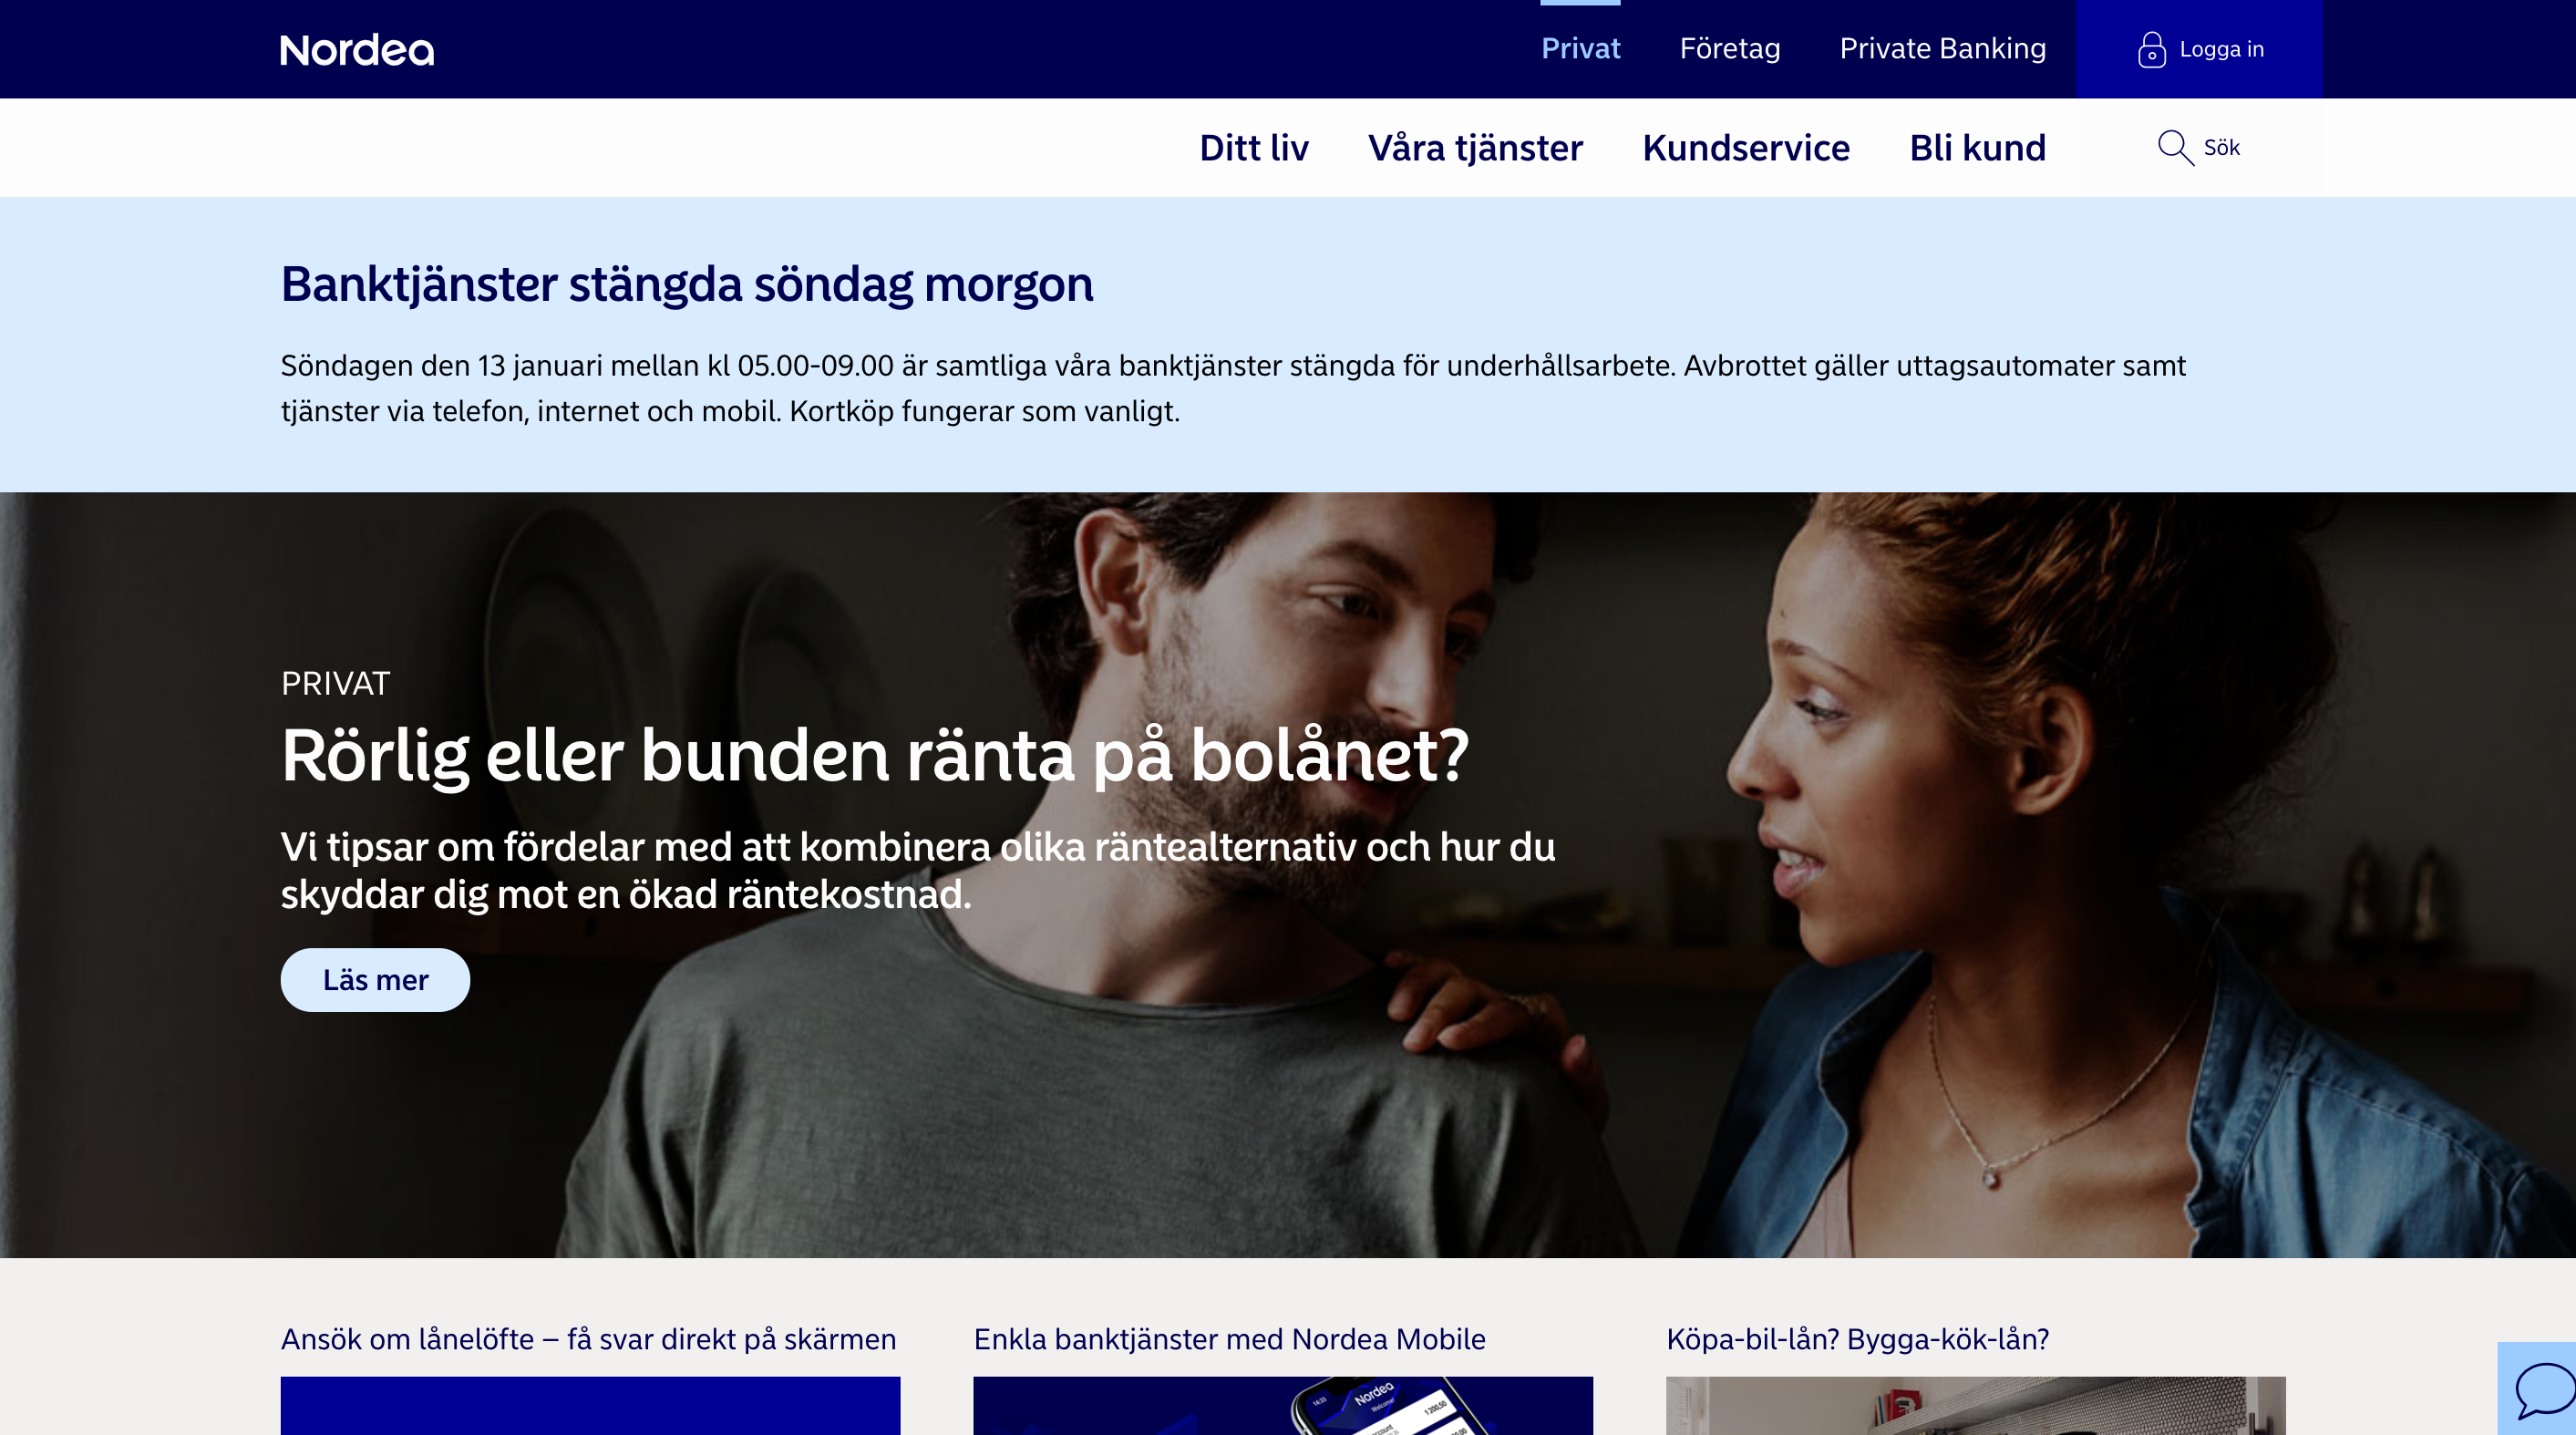 Nordea
Privat
Företag
Private Banking
Logga in
Ditt liv
Våra tjänster
Kundservice
Bli kund
Sök
Banktjänster stängda söndag morgon
Söndagen den 13 januari mellan kl 05.00-09.00 är samtliga våra banktjänster stängda för underhållsarbete. Avbrottet gäller uttagsautomater samt
tjänster via telefon, internet och mobil. Kortköp fungerar som vanligt.
PRIVAT
Rörlig eller bunden ränta på bolånet?
Vi tipsar om fördelar med att kombinera olika räntealternativ och hur du
skyddar dig mot en ökad räntekostnad.
Läs mer
Ansök om lånelöfte – få svar direkt på skärmen
Enkla banktjänster med Nordea Mobile
Köpa-bil-lån? Bygga-kök-lån?
Nordea
Welcome!
1 200,50